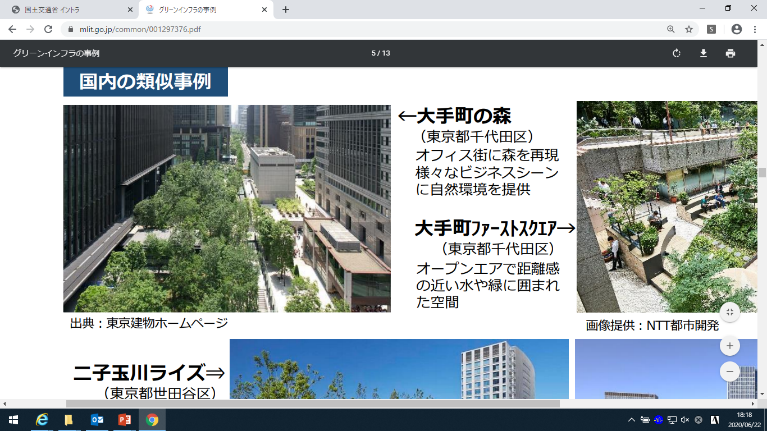 国土交通省 イントラ
グリーンインフラの事例
mlit.go.jp/common/001297376.pdf
グリーンインフラの事例
5 / 13
国内の類似事例
←大手町の森
（東京都千代田区）
オフィス街に森を再現
様々なビジネスシーン
に自然環境を提供
大手町ﾌｧｰｽﾄｽｸｴｱ→
（東京都千代田区）
オープンエアで距離感
の近い水や緑に囲まれ
た空間
出典：東京建物ホームページ
画像提供：NTT都市開発
二子玉川ライズ⇒
（東京都世田谷区）
18:18
2020/06/22